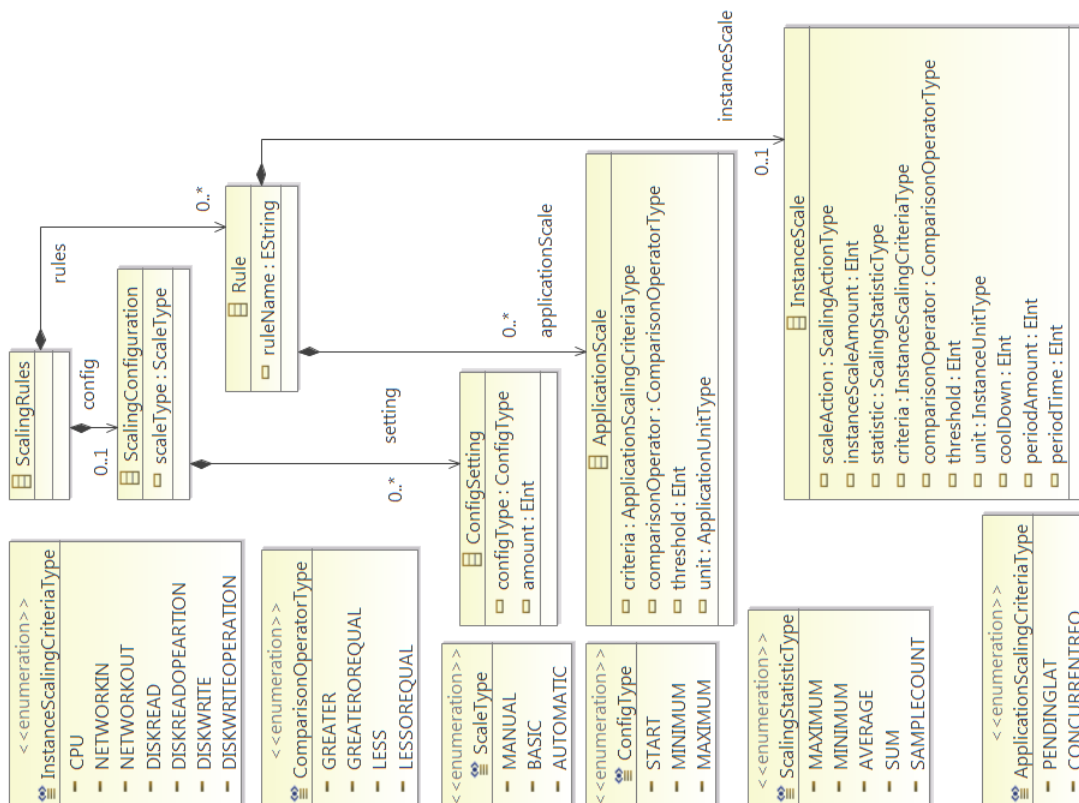 ScalingRules
rules
config
0..1
0..*
ScalingConfiguration
scaleType : ScaleType
Rule
ruleName : EString
setting
0..*
ConfigSetting
configType : ConfigType
amount : EInt
0..*
applicationScale
ApplicationScale
criteria : ApplicationScalingCriteriaType
comparisonOperator : ComparisonOperatorType
threshold : EInt
unit : ApplicationUnitType
instanceScale
0..1
InstanceScale
scaleAction : ScalingActionType
instanceScaleAmount : EInt
statistic : ScalingStatisticType
criteria : InstanceScalingCriteriaType
comparisonOperator : ComparisonOperatorType
threshold : EInt
unit : InstanceUnitType
coolDown : EInt
periodAmount : EInt
periodTime : EInt
<<enumeration>>
InstanceScalingCriteriaType
CPU
NETWORKIN
NETWORKOUT
DISKREAD
DISKREADOPEARTION
DISKWRITE
DISKWRITEOPERATION
<<enumeration>>
ComparisonOperatorType
GREATER
GREATEROREQUAL
LESS
LESSOREQUAL
<<enumeration>>
ScaleType
MANUAL
BASIC
AUTOMATIC
<<enumeration>>
ConfigType
START
MINIMUM
MAXIMUM
<<enumeration>>
ScalingStatisticType
MAXIMUM
MINIMUM
AVERAGE
SUM
SAMPLECOUNT
<<enumeration>>
ApplicationScalingCriteriaType
PENDINGLAT
CONCURRENTREQ